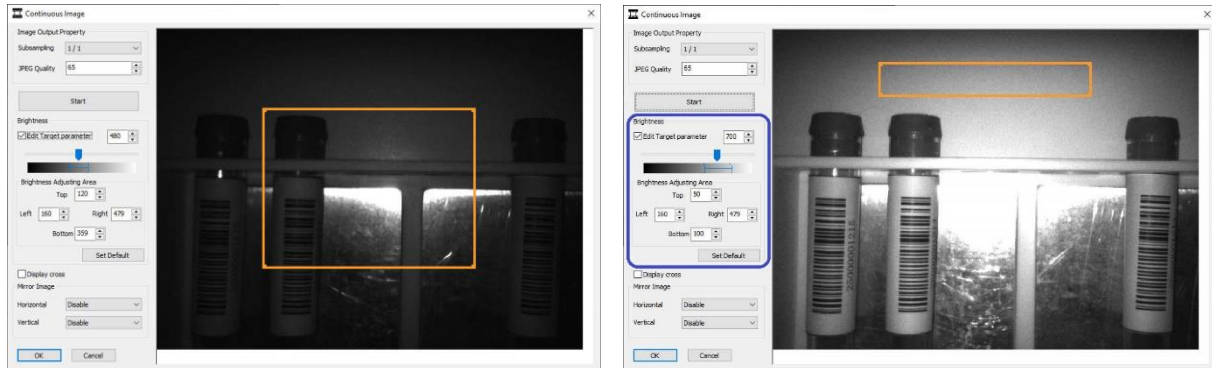 Continuous Image
Image Output Property
Subsampling 1 / 1
JPEG Quality 65
Start
Brightness
Edit Target parameter 480
Brightness Adjusting Area
Top 120
Left 160 Right 479
Bottom 359
Set Default
Display cross
Mirror Image
Horizontal Disable
Vertical Disable
OK Cancel
Continuous Image
Image Output Property
Subsampling 1 / 1
JPEG Quality 65
Start
Brightness
Edit Target parameter 700
Brightness Adjusting Area
Top 50
Left 160 Right 479
Bottom 100
Set Default
Display cross
Mirror Image
Horizontal Disable
Vertical Disable
OK Cancel